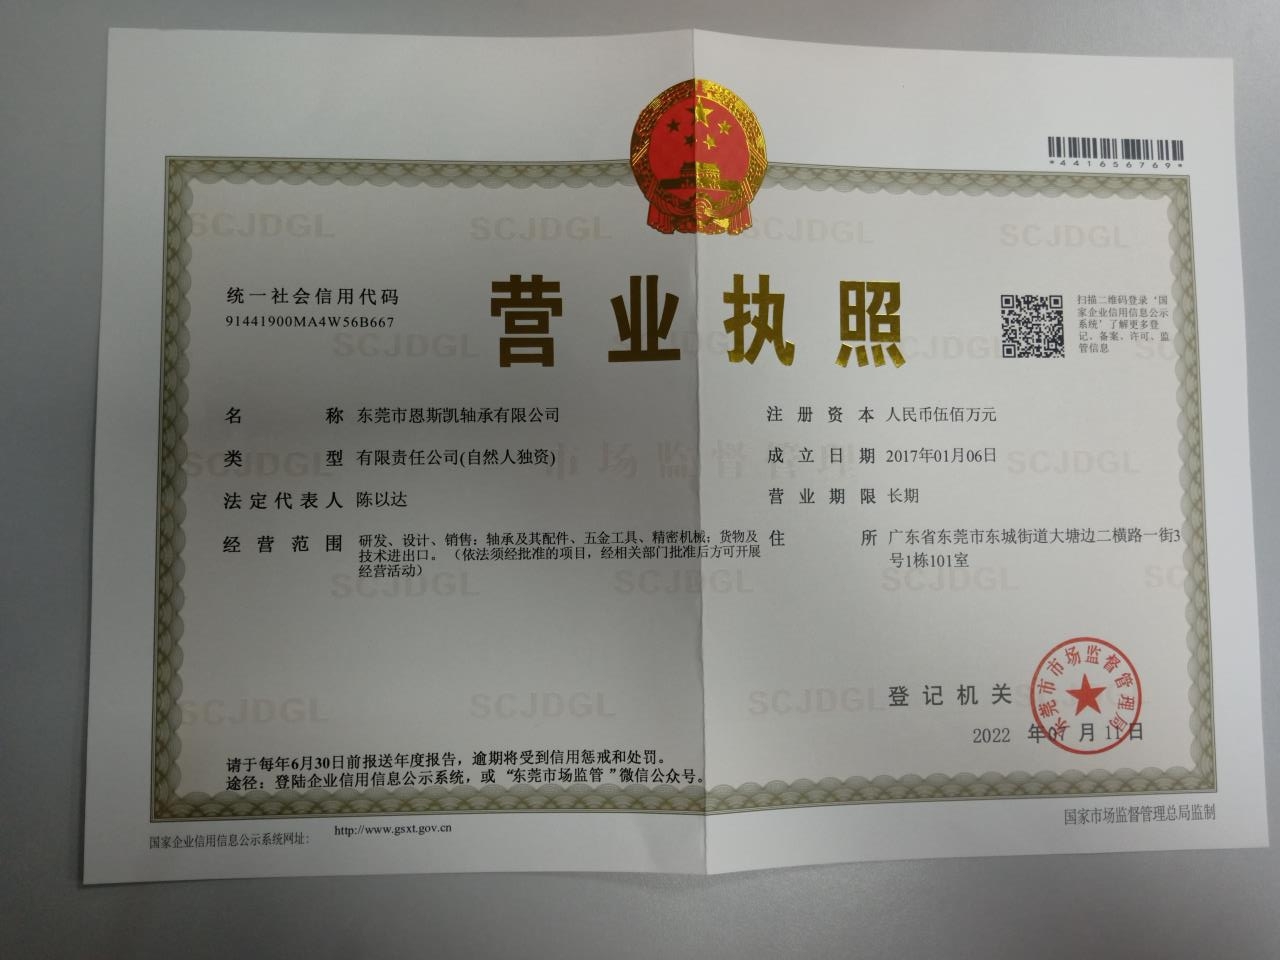 *441656769*
统一社会信用代码
91441900MA4W56B667
营业执照
扫描二维码登录‘国
家企业信用信息公示
系统’了解更多登
记、备案、许可、监
管信息
名称 东莞市恩斯凯轴承有限公司
类型 有限责任公司(自然人独资)
法定代表人 陈以达
经营范围 研发、设计、销售：轴承及其配件、五金工具、精密机械；货物及
技术进出口。（依法须经批准的项目，经相关部门批准后方可开展
经营活动）
注册资本 人民币伍佰万元
成立日期 2017年01月06日
营业期限 长期
住所 广东省东莞市东城街道大塘边二横路一街3
号1栋101室
登记机关
东莞市市场监督管理局
2022 年 月 11 日
请于每年6月30日前报送年度报告，逾期将受到信用惩戒和处罚。
途径：登陆企业信用信息公示系统，或“东莞市场监管”微信公众号。
国家企业信用信息公示系统网址：
http://www.gsxt.gov.cn
国家市场监督管理总局监制
SCJDGL
市场监督管理